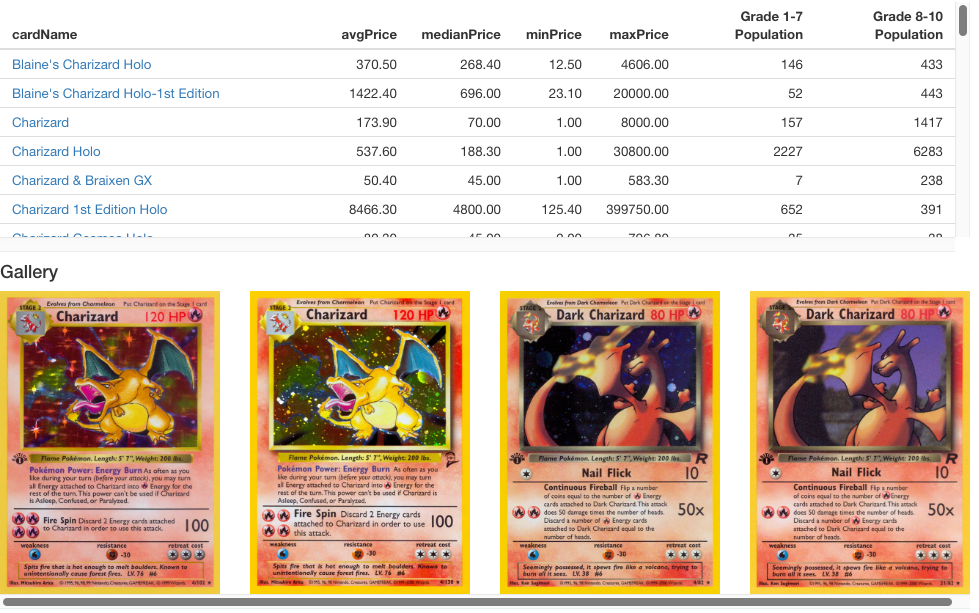 Grade 1-7 Grade 8-10
cardName avgPrice medianPrice minPrice maxPrice Population Population
Blaine's Charizard Holo 370.50 268.40 12.50 4606.00 146 433
Blaine's Charizard Holo-1st Edition 1422.40 696.00 23.10 20000.00 52 443
Charizard 173.90 70.00 1.00 8000.00 157 1417
Charizard Holo 537.60 188.30 1.00 30800.00 2227 6283
Charizard & Braixen GX 50.40 45.00 1.00 583.30 7 238
Charizard 1st Edition Holo 8466.30 4800.00 125.40 399750.00 652 391
Gallery
STAGE 2
Evolves from Charmeleon Put Charizard on the Stage 1 card
Charizard 120 HP
Flame Pokémon. Length: 5' 7", Weight: 200 lbs.
Pokémon Power: Energy Burn As often as you
like during your turn (before your attack), you may turn
all Energy attached to Charizard into Energy for the
rest of the turn. This power can't be used if Charizard
is Asleep, Confused, or Paralyzed.
Fire Spin Discard 2 Energy cards attached
to Charizard in order to use this attack.
100
weakness resistance retreat cost
-30
Spits fire that is hot enough to melt boulders. Known to
unintentionally cause forest fires. LV. 76 #6
Illus. Mitsuhiro Arita
4/102
STAGE 2
Evolves from Charmeleon Put Charizard on the Stage 1 card
Charizard 120 HP
Flame Pokémon. Length: 5' 7", Weight: 200 lbs.
Pokémon Power: Energy Burn As often as you
like during your turn (before your attack), you may turn
all Energy attached to Charizard into Energy for the
rest of the turn. This power can't be used if Charizard is
Asleep, Confused, or Paralyzed.
Fire Spin Discard 2 Energy cards
attached to Charizard in order to use
this attack.
100
weakness resistance retreat cost
-30
Spits fire that is hot enough to melt boulders. Known to
unintentionally cause forest fires. LV. 76 #6
Illus. Mitsuhiro Arita
4/130
STAGE 2
Evolves from Dark Charmeleon Put Dark Charizard on the Stage 1 card
Dark Charizard 80 HP
Flame Pokémon. Length: 5' 7", Weight: 200 lbs.
R
Nail Flick 10
Continuous Fireball Flip a number
of coins equal to the number of Energy
cards attached to Dark Charizard. This attack
does 50 damage times the number of heads.
Discard a number of Energy cards
attached to Dark Charizard equal to the
number of heads.
50x
weakness resistance retreat cost
-30
Seemingly possessed, it spews fire like a volcano, trying to
burn all it sees. LV. 38 #6
Illus. Ken Sugimori
4/82
STAGE 2
Evolves from Dark Charmeleon Put Dark Charizard on the Stage 1 card
Dark Charizard 80 HP
Flame Pokémon. Length: 5' 7", Weight: 200 lbs.
R
Nail Flick 10
Continuous Fireball Flip a number
of coins equal to the number of Energy
cards attached to Dark Charizard. This attack
does 50 damage times the number of heads.
Discard a number of Energy cards
attached to Dark Charizard equal to the
number of heads.
50x
weakness resistance retreat cost
-30
Seemingly possessed, it spews fire like a volcano, trying to
burn all it sees. LV. 38 #6
Illus. Ken Sugimori
21/82